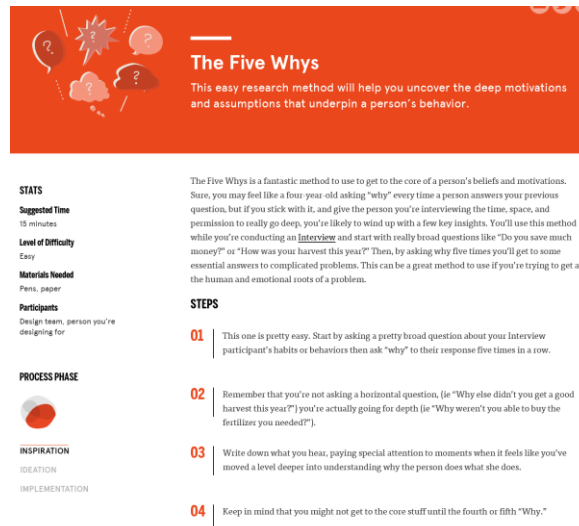 The Five Whys
This easy research method will help you uncover the deep motivations
and assumptions that underpin a person's behavior.
STATS
Suggested Time
15 minutes
Level of Difficulty
Easy
Materials Needed
Pens, paper
Participants
Design team, person you're
designing for
PROCESS PHASE
INSPIRATION
IDEATION
IMPLEMENTATION
The Five Whys is a fantastic method to use to get to the core of a person's beliefs and motivations.
Sure, you may feel like a four-year-old asking "why" every time a person answers your previous
question, but if you stick with it, and give the person you're interviewing the time, space, and
permission to really go deep, you're likely to wind up with a few key insights. You'll use this method
while you're conducting an Interview and start with really broad questions like "Do you save much
money?" or "How was your harvest this year?" Then, by asking why five times you'll get to some
essential answers to complicated problems. This can be a great method to use if you're trying to get a
the human and emotional roots of a problem.
STEPS
01 This one is pretty easy. Start by asking a pretty broad question about your Interview
participant's habits or behaviors then ask "why" to their response five times in a row.
02 Remember that you're not asking a horizontal question, (ie "Why else didn't you get a good
harvest this year?") you're actually going for depth (ie "Why weren't you able to buy the
fertilizer you needed?").
03 Write down what you hear, paying special attention to moments when it feels like you've
moved a level deeper into understanding why the person does what she does.
04 Keep in mind that you might not get to the core stuff until the fourth or fifth "Why."